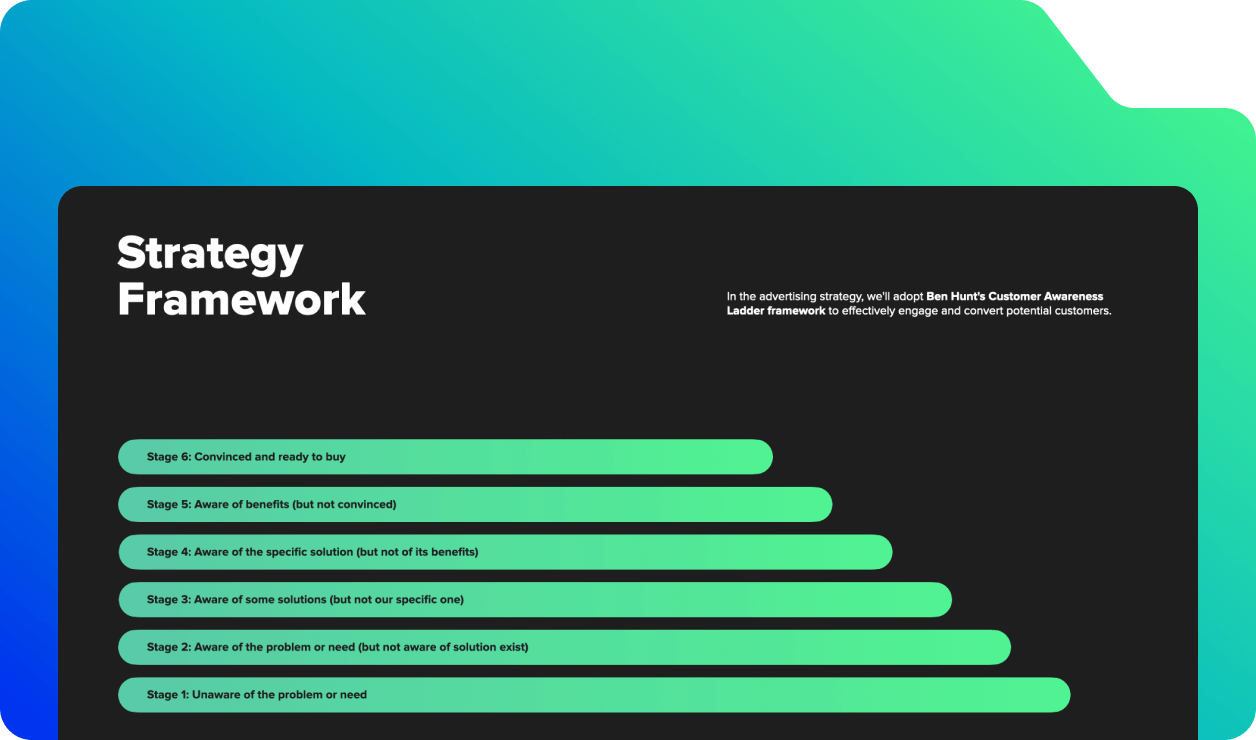 Strategy
Framework
In the advertising strategy, we'll adopt Ben Hunt's Customer Awareness
Ladder framework to effectively engage and convert potential customers.
Stage 6: Convinced and ready to buy
Stage 5: Aware of benefits (but not convinced)
Stage 4: Aware of the specific solution (but not of its benefits)
Stage 3: Aware of some solutions (but not our specific one)
Stage 2: Aware of the problem or need (but not aware of solution exist)
Stage 1: Unaware of the problem or need